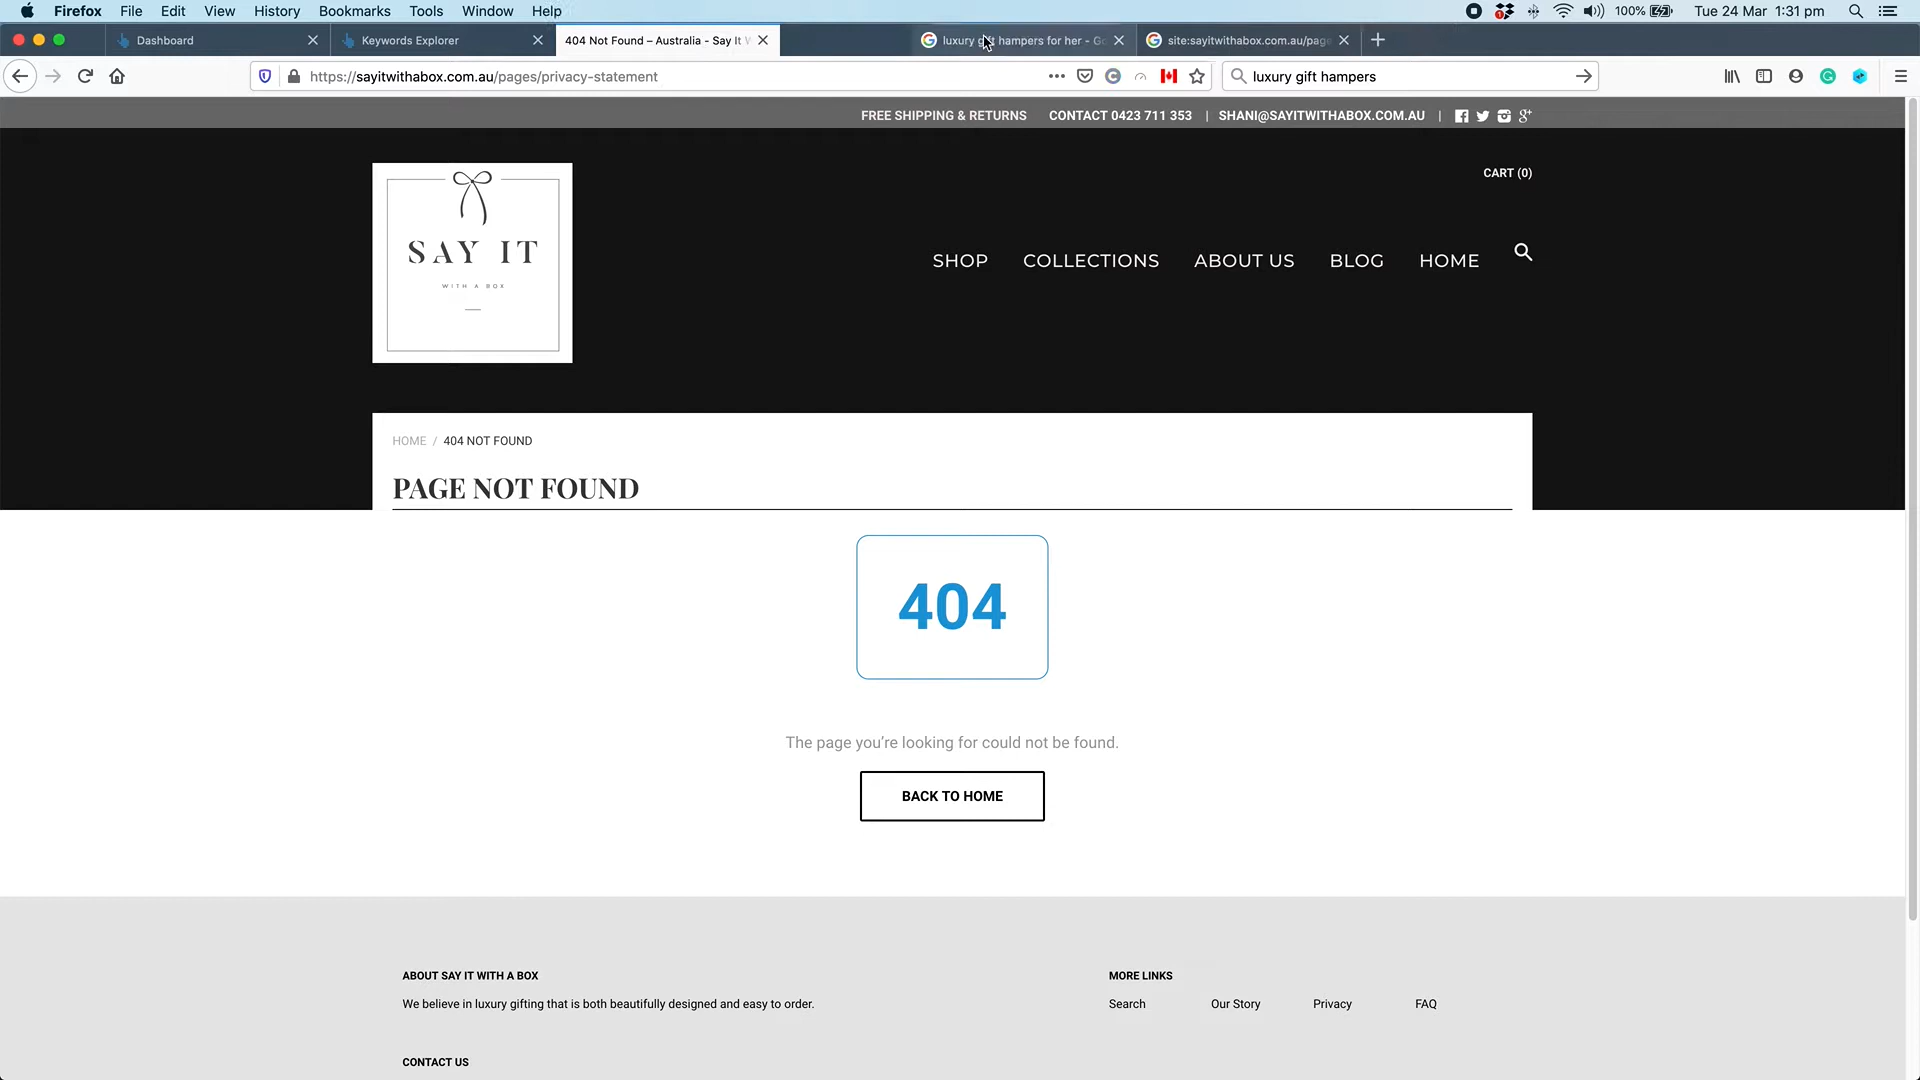 Firefox File Edit View History Bookmarks Tools Window Help 100% Tue 24 Mar 1:31 pm
Dashboard Keywords Explorer 404 Not Found – Australia - Say It luxury gift hampers for her - site:sayitwithabox.com.au/page
https://sayitwithabox.com.au/pages/privacy-statement luxury gift hampers
FREE SHIPPING & RETURNS CONTACT 0423 711 353 | SHANI@SAYITWITHABOX.COM.AU |
CART (0)
SAY IT
WITH A BOX
SHOP COLLECTIONS ABOUT US BLOG HOME
HOME / 404 NOT FOUND
PAGE NOT FOUND
404
The page you’re looking for could not be found.
BACK TO HOME
ABOUT SAY IT WITH A BOX MORE LINKS
We believe in luxury gifting that is both beautifully designed and easy to order. Search Our Story Privacy FAQ
CONTACT US